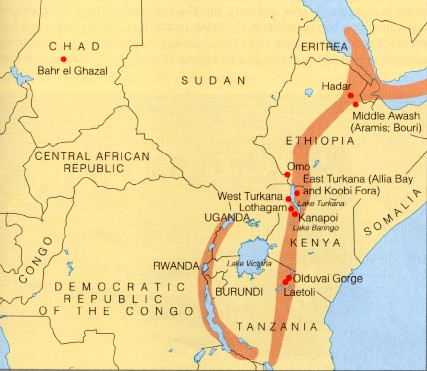 CHAD
Bahr el Ghazal
SUDAN
ERITREA
Hadar
Middle Awash
(Aramis; Bouri)
ETHIOPIA
CENTRAL AFRICAN
REPUBLIC
Omo
East Turkana (Allia Bay
and Koobi Fora)
West Turkana
Lake Turkana
Lothagam
Kanapoi
UGANDA
Lake Baringo
SOMALIA
KENYA
CONGO
RWANDA
Lake Victoria
Olduvai Gorge
DEMOCRATIC
REPUBLIC
OF THE CONGO
BURUNDI
Laetoli
TANZANIA